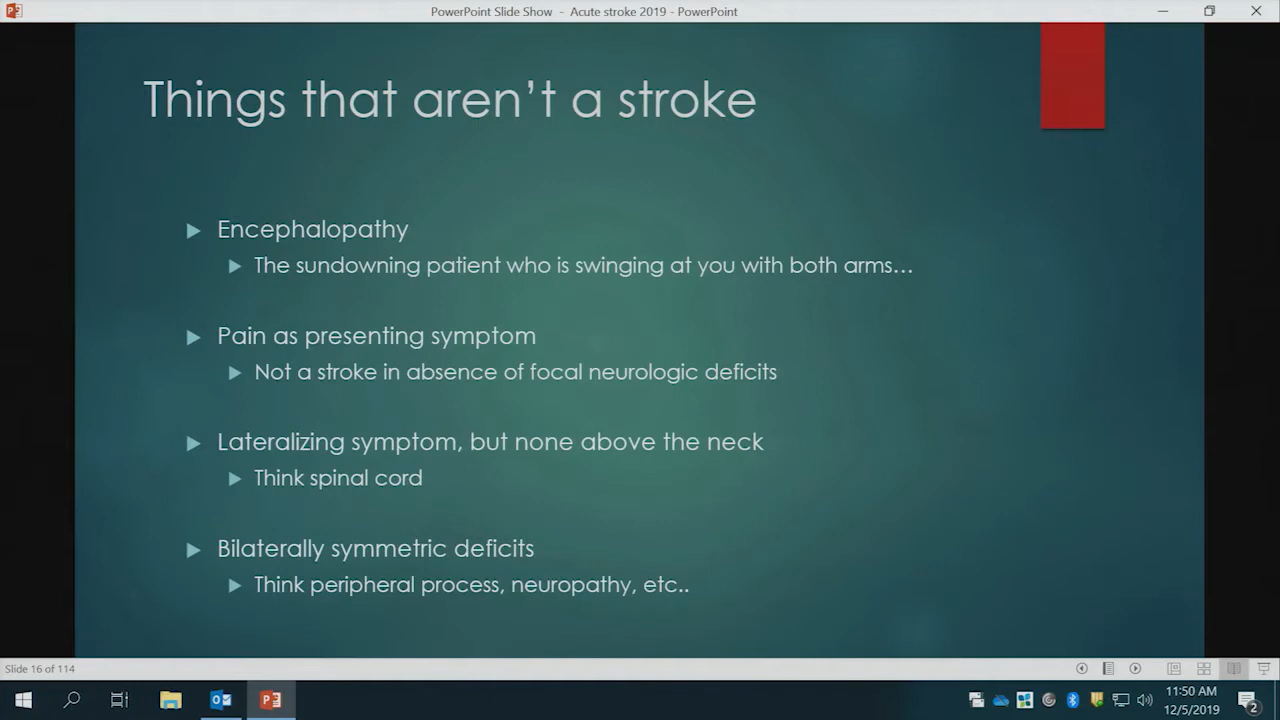 PowerPoint Slide Show - Acute stroke 2019 - PowerPoint
Things that aren't a stroke
Encephalopathy
The sundowning patient who is swinging at you with both arms…
Pain as presenting symptom
Not a stroke in absence of focal neurologic deficits
Lateralizing symptom, but none above the neck
Think spinal cord
Bilaterally symmetric deficits
Think peripheral process, neuropathy, etc..
Slide 16 of 114
11:50 AM
12/5/2019
2